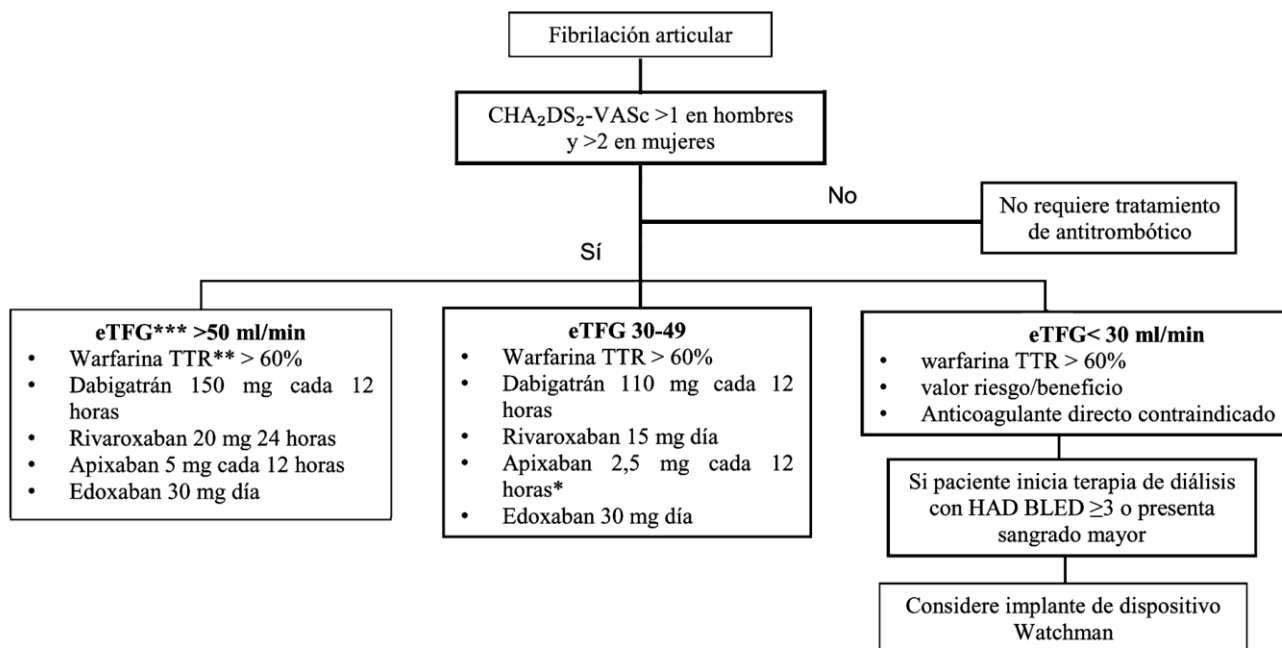 Fibrilación articular
CHA₂DS₂-VASc >1 en hombres
y >2 en mujeres
No
No requiere tratamiento
de antitrombótico
Sí
eTFG*** >50 ml/min
• Warfarina TTR** > 60%
• Dabigatrán 150 mg cada 12
horas
• Rivaroxaban 20 mg 24 horas
• Apixaban 5 mg cada 12 horas
• Edoxaban 30 mg día
eTFG 30-49
• Warfarina TTR > 60%
• Dabigatrán 110 mg cada 12
horas
• Rivaroxaban 15 mg día
• Apixaban 2,5 mg cada 12
horas*
• Edoxaban 30 mg día
eTFG< 30 ml/min
• warfarina TTR > 60%
• valor riesgo/beneficio
• Anticoagulante directo contraindicado
Si paciente inicia terapia de diálisis
con HAD BLED ≥3 o presenta
sangrado mayor
Considere implante de dispositivo
Watchman